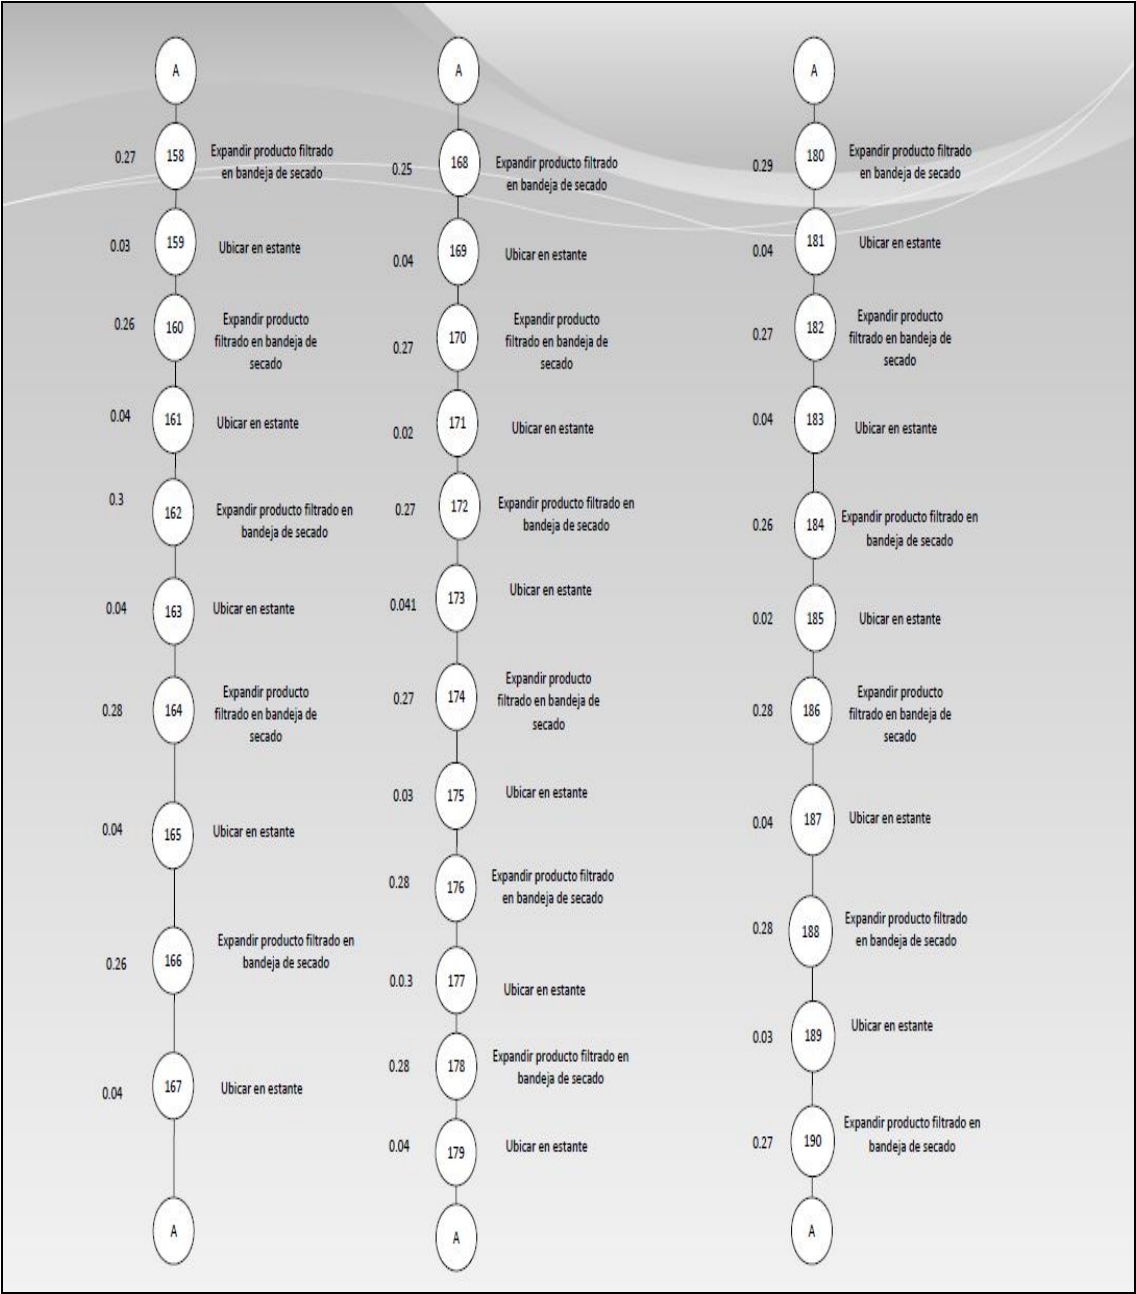 A
0.27
158
Expandir producto filtrado
en bandeja de secado
0.03
159
Ubicar en estante
0.26
160
Expandir producto
filtrado en bandeja de
secado
0.04
161
Ubicar en estante
0.3
162
Expandir producto filtrado en
bandeja de secado
0.04
163
Ubicar en estante
0.28
164
Expandir producto
filtrado en bandeja de
secado
0.04
165
Ubicar en estante
0.26
166
Expandir producto filtrado en
bandeja de secado
0.04
167
Ubicar en estante
A
A
0.25
168
Expandir producto filtrado
en bandeja de secado
0.04
169
Ubicar en estante
0.27
170
Expandir producto
filtrado en bandeja de
secado
0.02
171
Ubicar en estante
0.27
172
Expandir producto filtrado en
bandeja de secado
0.041
173
Ubicar en estante
0.27
174
Expandir producto
filtrado en bandeja de
secado
0.03
175
Ubicar en estante
0.28
176
Expandir producto filtrado
en bandeja de secado
0.0.3
177
Ubicar en estante
0.28
178
Expandir producto filtrado en
bandeja de secado
0.04
179
Ubicar en estante
A
A
0.29
180
Expandir producto filtrado
en bandeja de secado
0.04
181
Ubicar en estante
0.27
182
Expandir producto
filtrado en bandeja de
secado
0.04
183
Ubicar en estante
0.26
184
Expandir producto filtrado en
bandeja de secado
0.02
185
Ubicar en estante
0.28
186
Expandir producto
filtrado en bandeja de
secado
0.04
187
Ubicar en estante
0.28
188
Expandir producto filtrado
en bandeja de secado
0.03
189
Ubicar en estante
0.27
190
Expandir producto filtrado en
bandeja de secado
A